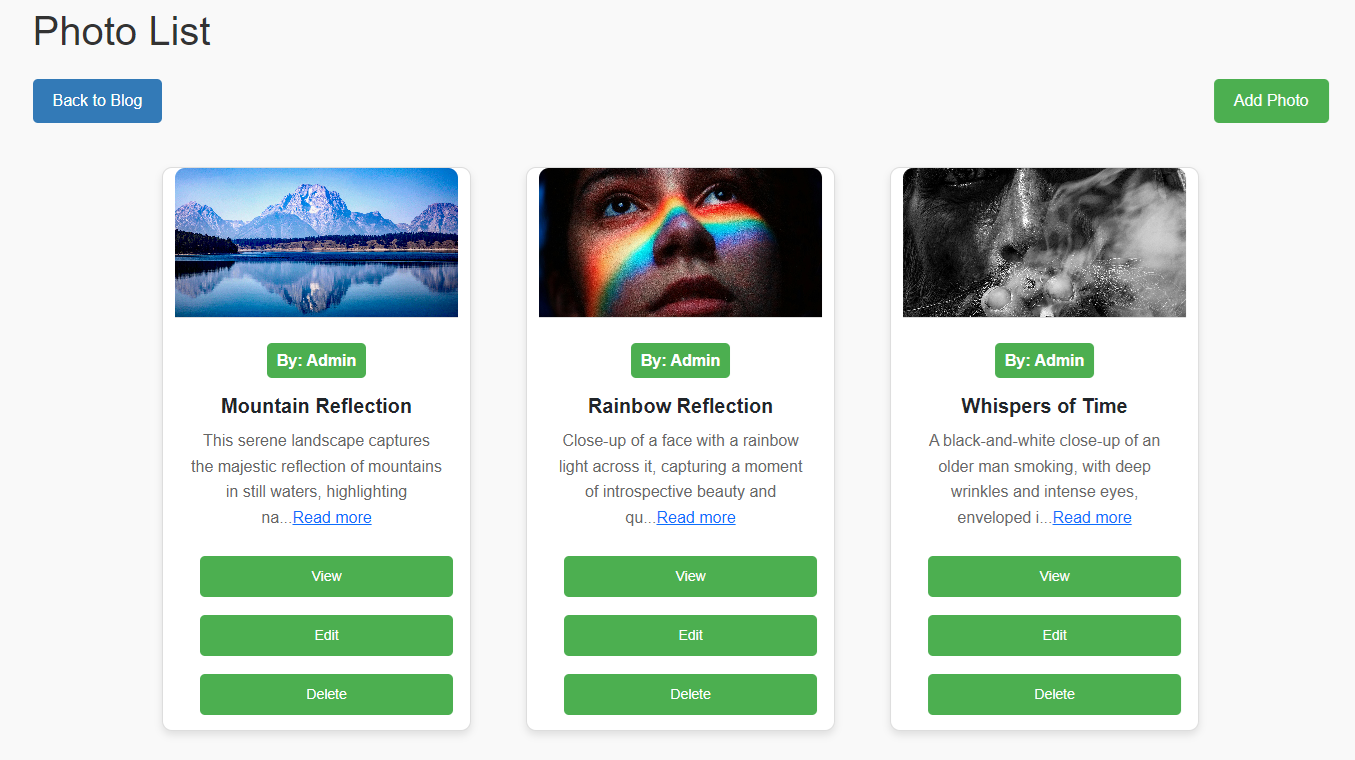 Photo List
Back to Blog
Add Photo
By: Admin
Mountain Reflection
This serene landscape captures
the majestic reflection of mountains
in still waters, highlighting
na...Read more
View
Edit
Delete
By: Admin
Rainbow Reflection
Close-up of a face with a rainbow
light across it, capturing a moment
of introspective beauty and
qu...Read more
View
Edit
Delete
By: Admin
Whispers of Time
A black-and-white close-up of an
older man smoking, with deep
wrinkles and intense eyes,
enveloped i...Read more
View
Edit
Delete